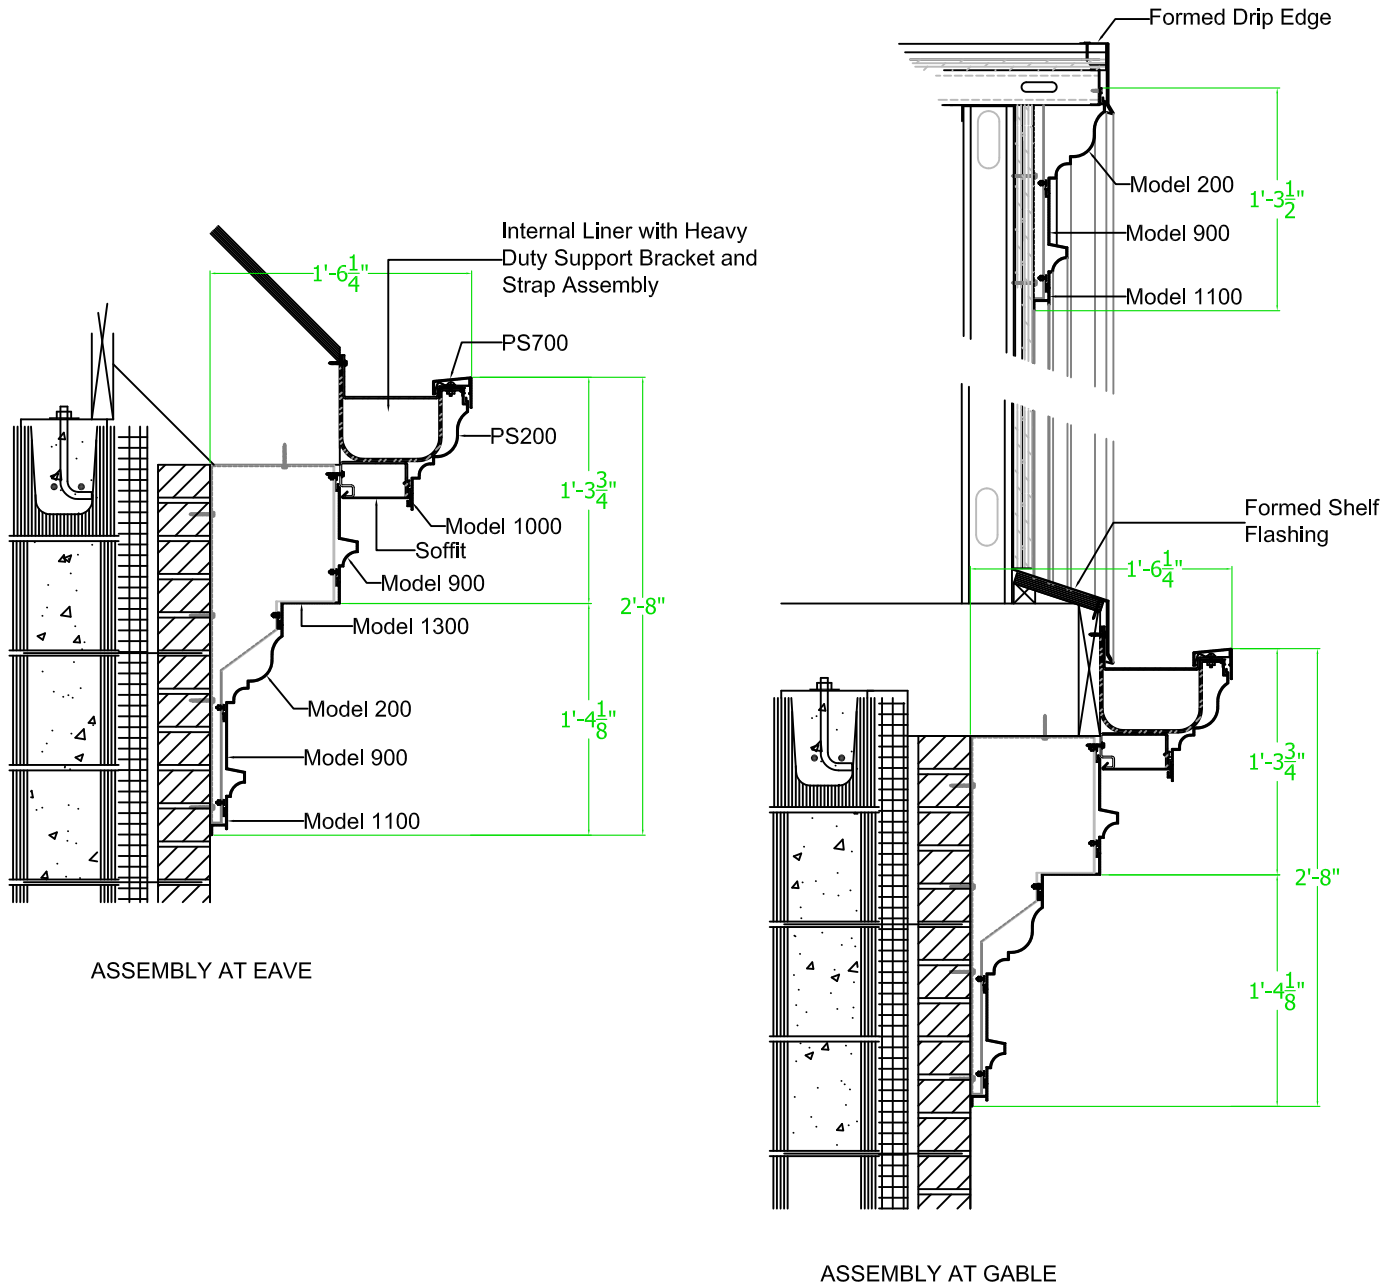 Formed Drip Edge
Model 200
1'-3 1/2"
Model 900
Model 1100
Internal Liner with Heavy
Duty Support Bracket and
Strap Assembly
1'-6 1/4"
PS700
PS200
1'-3 3/4"
Model 1000
Soffit
Model 900
2'-8"
Model 1300
Model 200
1'-4 1/8"
Model 900
Model 1100
ASSEMBLY AT EAVE
Formed Shelf
Flashing
1'-6 1/4"
1'-3 3/4"
2'-8"
1'-4 1/8"
ASSEMBLY AT GABLE